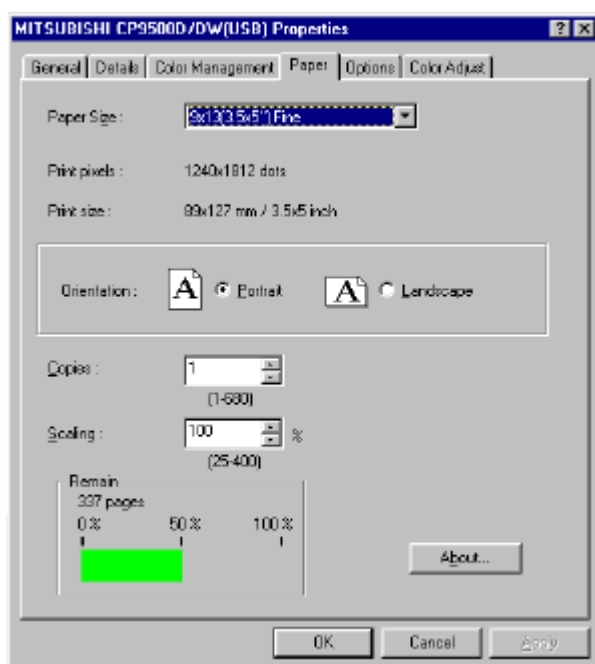 MITSUBISHI CP9500D/DW(USB) Properties
General Details Color Management Paper Options Color Adjust
Paper Size : 9x13(3.5x5") Fine
Print pixels : 1240x1812 dots
Print size : 89x127 mm / 3.5x5 inch
Orientation : A Portrait A Landscape
Copies : 1
(1-680)
Scaling : 100 %
(25-400)
Remain
337 pages
0 % 50 % 100 %
About...
OK Cancel Apply